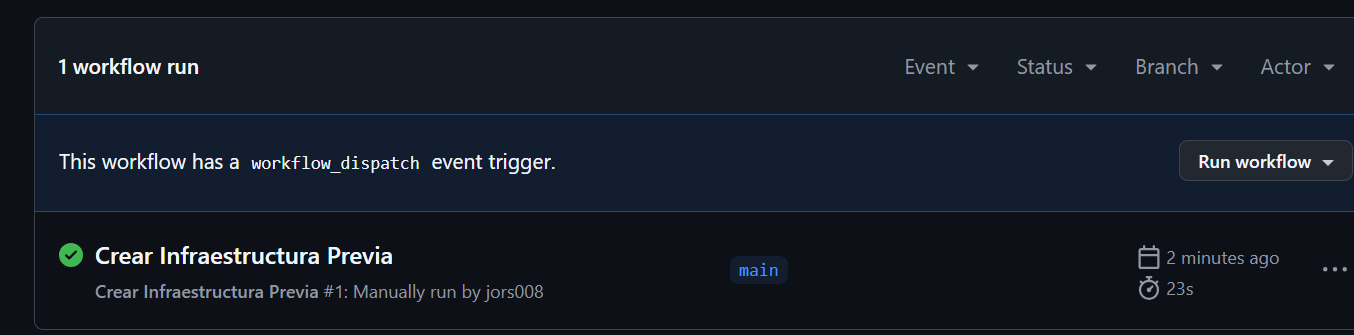 1 workflow run
Event Status Branch Actor
This workflow has a workflow_dispatch event trigger.
Run workflow
Crear Infraestructura Previa
Crear Infraestructura Previa #1: Manually run by jors008
main
2 minutes ago
23s